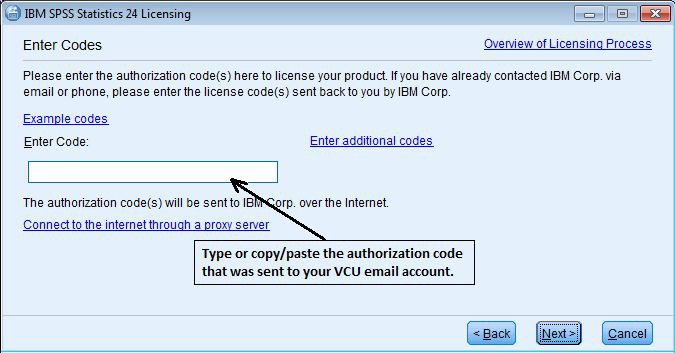 IBM SPSS Statistics 24 Licensing
Enter Codes
Overview of Licensing Process
Please enter the authorization code(s) here to license your product. If you have already contacted IBM Corp. via
email or phone, please enter the license code(s) sent back to you by IBM Corp.
Example codes
Enter Code:
Enter additional codes
The authorization code(s) will be sent to IBM Corp. over the Internet.
Connect to the internet through a proxy server
Type or copy/paste the authorization code
that was sent to your VCU email account.
< Back
Next >
Cancel